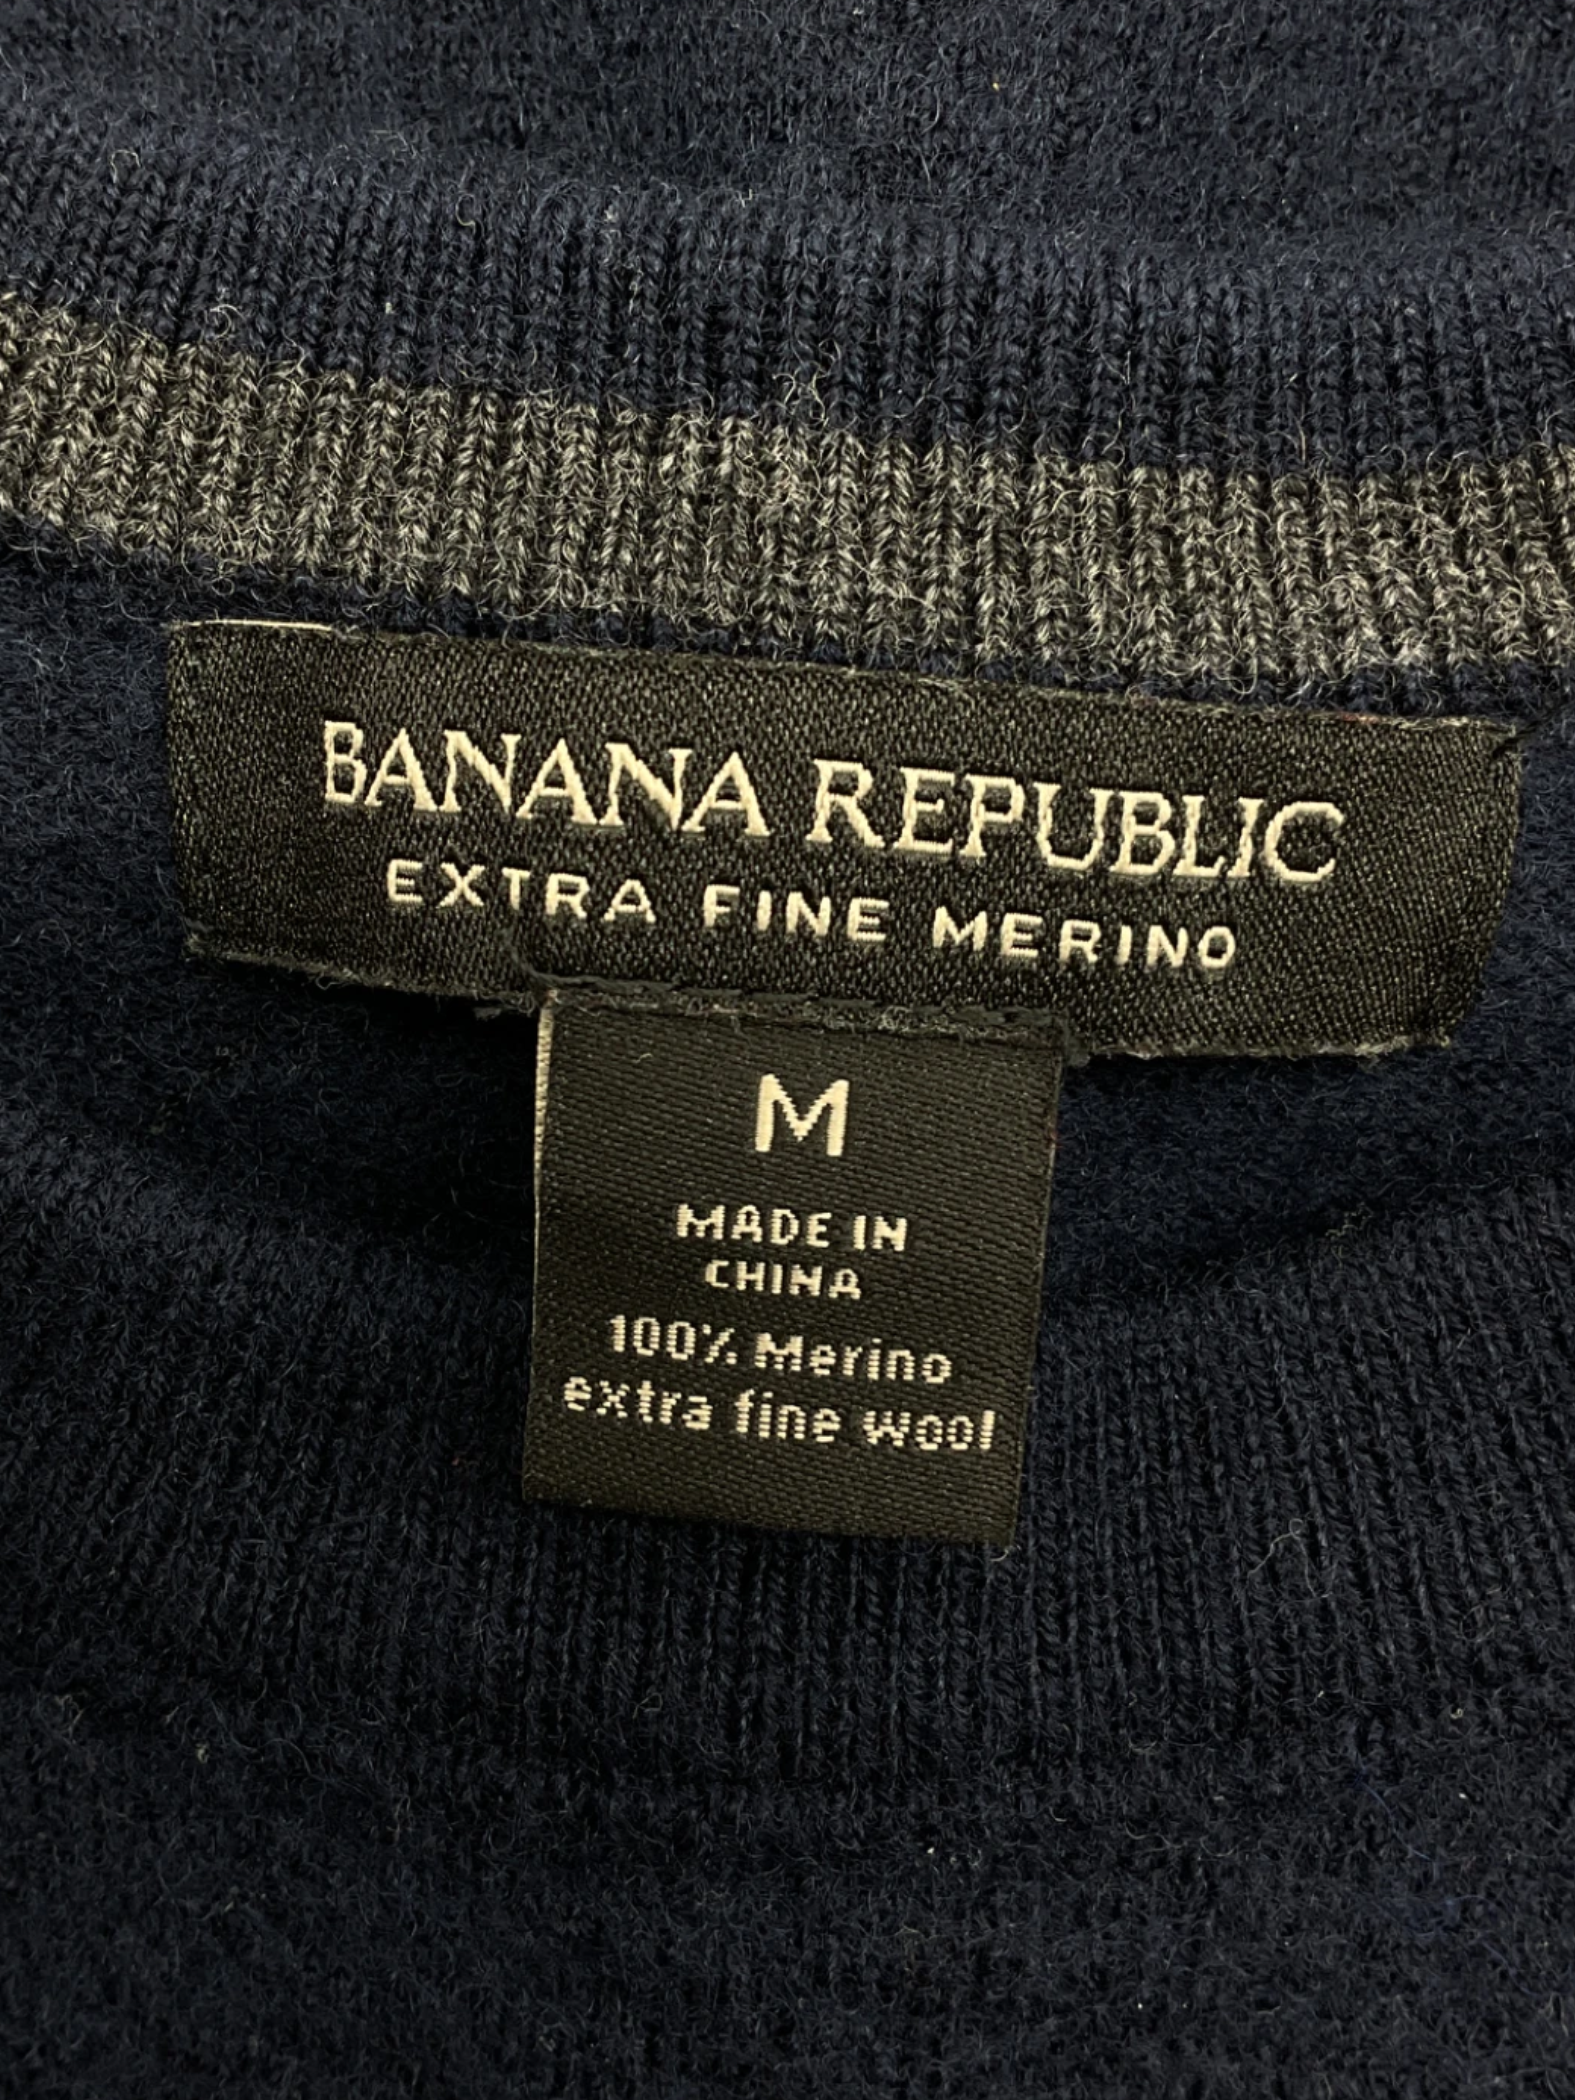 BANANA REPUBLIC
EXTRA FINE MERINO
M
MADE IN
CHINA
100% Merino
extra fine wool